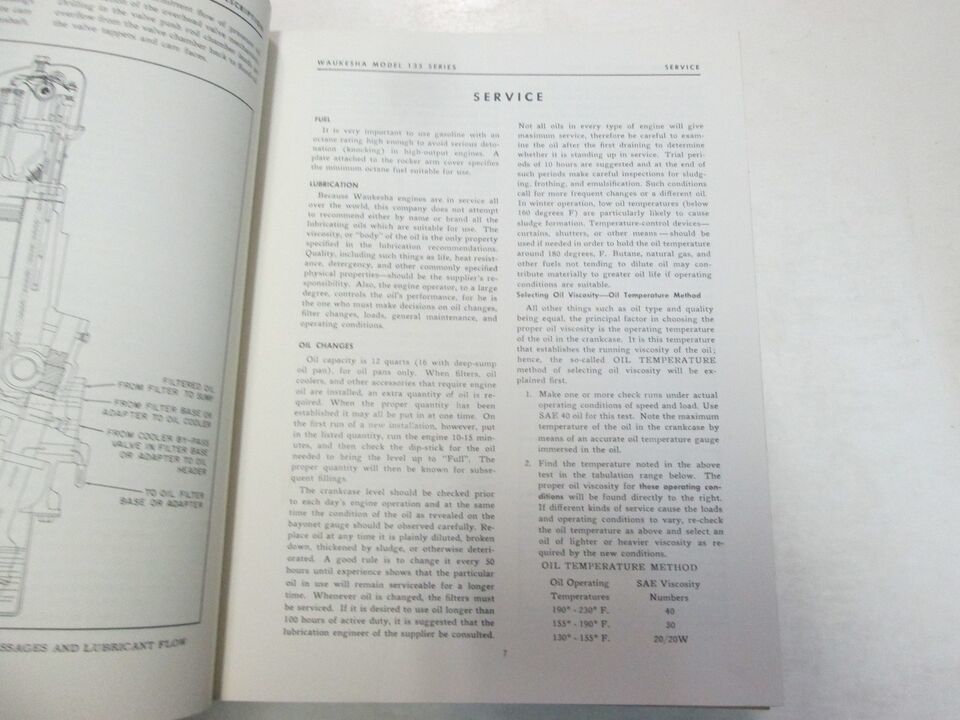 DESCRIPTION
flow of
Drilling in the valve push rod chamber
overflow from the valve chamber back to
the valve tappets and cam faces.
FILTERED OIL
FROM FILTER TO SUMP
FROM FILTER BASE OR
ADAPTER TO OIL COOLER
FROM COOLER BY-PASS
VALVE IN FILTER BASE
OR ADAPTER TO OIL
HEADER
TO OIL FILTER
BASE OR ADAPTER
SSAGES AND LUBRICANT FLOW
WAUKESHA MODEL 135 SERIES
SERVICE
SERVICE
FUEL
It is very important to use gasoline with an
octane rating high enough to avoid serious deto-
nation (knocking) in high-output engines. A
plate attached to the rocker arm cover specifies
the minimum octane fuel suitable for use.
LUBRICATION
Because Waukesha engines are in service all
over the world, this company does not attempt
to recommend either by name or brand all the
lubricating oils which are suitable for use. The
viscosity, or "body" of the oil is the only property
specified in the lubrication recommendations.
Quality, including such things as life, heat resist-
ance, detergency, and other commonly specified
physical properties—should be the supplier's re-
sponsibility. Also, the engine operator, to a large
degree, controls the oil's performance, for he is
the one who must make decisions on oil changes,
filter changes, loads, general maintenance, and
operating conditions.
OIL CHANGES
Oil capacity is 12 quarts (16 with deep-sump
oil pan), for oil pans only. When filters, oil
coolers, and other accessories that require engine
oil are installed, an extra quantity of oil is re-
quired. When the proper quantity has been
established it may all be put in at one time. On
the first run of a new installation, however, put
in the listed quantity, run the engine 10-15 min-
utes, and then check the dip-stick for the oil
needed to bring the level up to "Full". The
proper quantity will then be known for subse-
quent fillings.
The crankcase level should be checked prior
to each day's engine operation and at the same
time the condition of the oil as revealed on the
bayonet gauge should be observed carefully. Re-
place oil at any time it is plainly diluted, broken
down, thickened by sludge, or otherwise deteri-
orated. A good rule is to change it every 50
hours until experience shows that the particular
oil in use will remain serviceable for a longer
time. Whenever oil is changed, the filters must
be serviced. If it is desired to use oil longer than
100 hours of active duty, it is suggested that the
lubrication engineer of the supplier be consulted.
Not all oils in every type of engine will give
maximum service, therefore be careful to exam-
ine the oil after the first draining to determine
whether it is standing up in service. Trial peri-
ods of 10 hours are suggested and at the end of
such periods make careful inspections for sludg-
ing, frothing, and emulsification. Such conditions
call for more frequent changes or a different oil.
In winter operation, low oil temperatures (below
160 degrees F) are particularly likely to cause
sludge formation. Temperature-control devices—
curtains, shutters, or other means — should be
used if needed in order to hold the oil temperature
around 180 degrees, F. Butane, natural gas, and
other fuels not tending to dilute oil may con-
tribute materially to greater oil life if operating
conditions are suitable.
Selecting Oil Viscosity—Oil Temperature Method
All other things such as oil type and quality
being equal, the principal factor in choosing the
proper oil viscosity is the operating temperature
of the oil in the crankcase. It is this temperature
that establishes the running viscosity of the oil;
hence, the so-called OIL TEMPERATURE
method of selecting oil viscosity will be ex-
plained first.
1. Make one or more check runs under actual
operating conditions of speed and load. Use
SAE 40 oil for this test. Note the maximum
temperature of the oil in the crankcase by
means of an accurate oil temperature gauge
immersed in the oil.
2. Find the temperature noted in the above
test in the tabulation range below. The
proper oil viscosity for these operating con-
ditions will be found directly to the right.
If different kinds of service cause the loads
and operating conditions to vary, re-check
the oil temperature as above and select an
oil of lighter or heavier viscosity as re-
quired by the new conditions.
OIL TEMPERATURE METHOD
Oil Operating SAE Viscosity
Temperatures Numbers
190° - 230° F. 40
155° - 190° F. 30
130° - 155° F. 20/20W
7